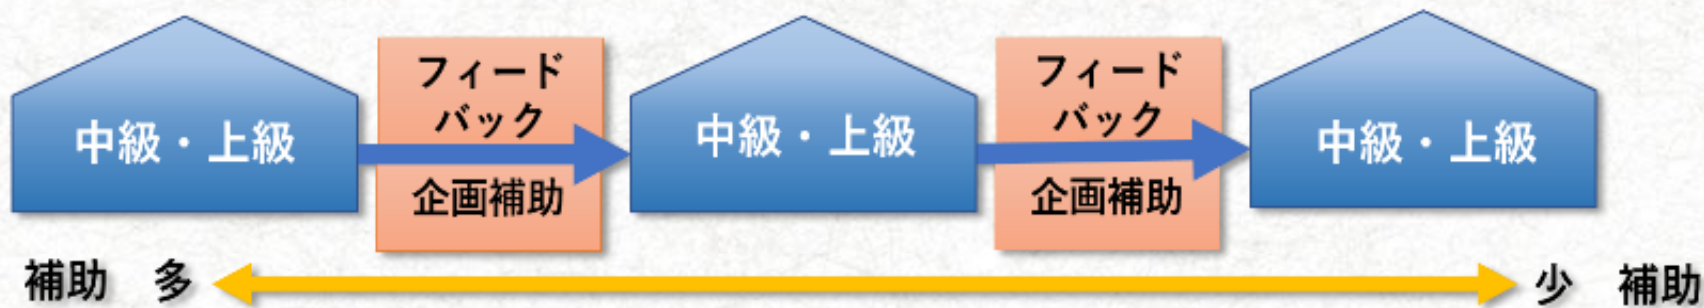 中級・上級
フィード
バック
企画補助
中級・上級
フィード
バック
企画補助
中級・上級
補助　多
少　補助